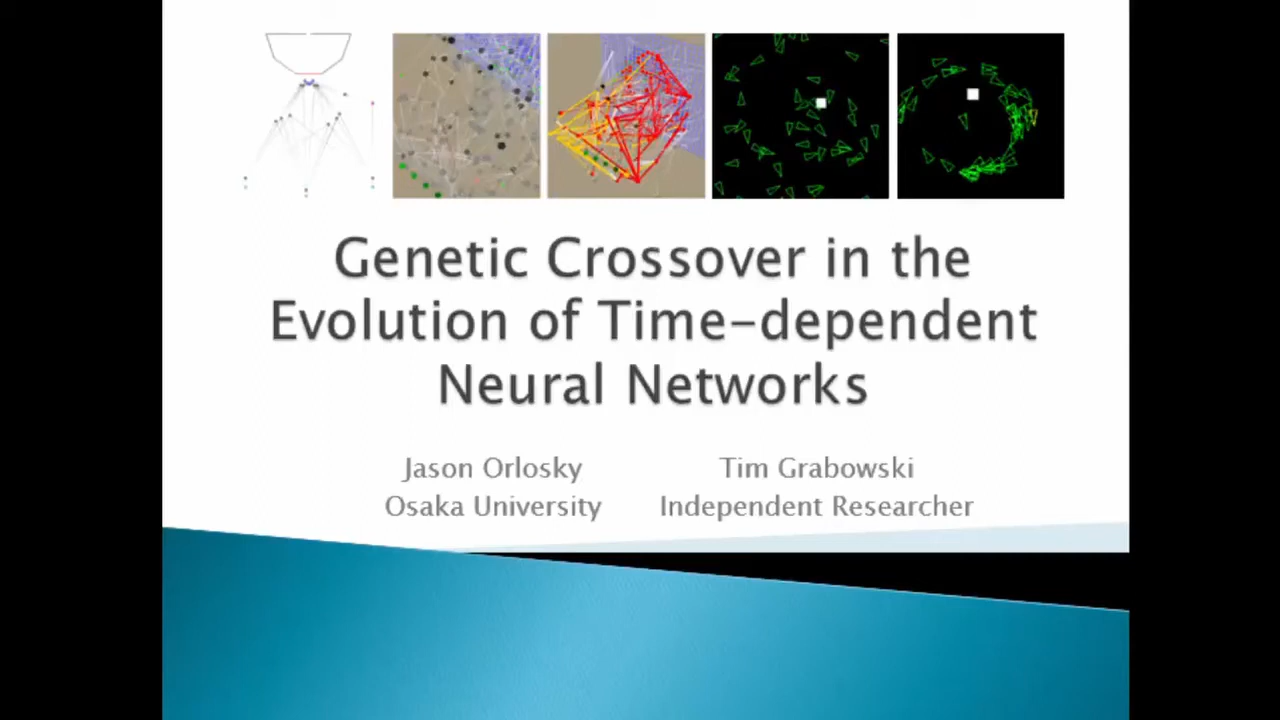 Genetic Crossover in the
Evolution of Time-dependent
Neural Networks
Jason Orlosky
Osaka University
Tim Grabowski
Independent Researcher